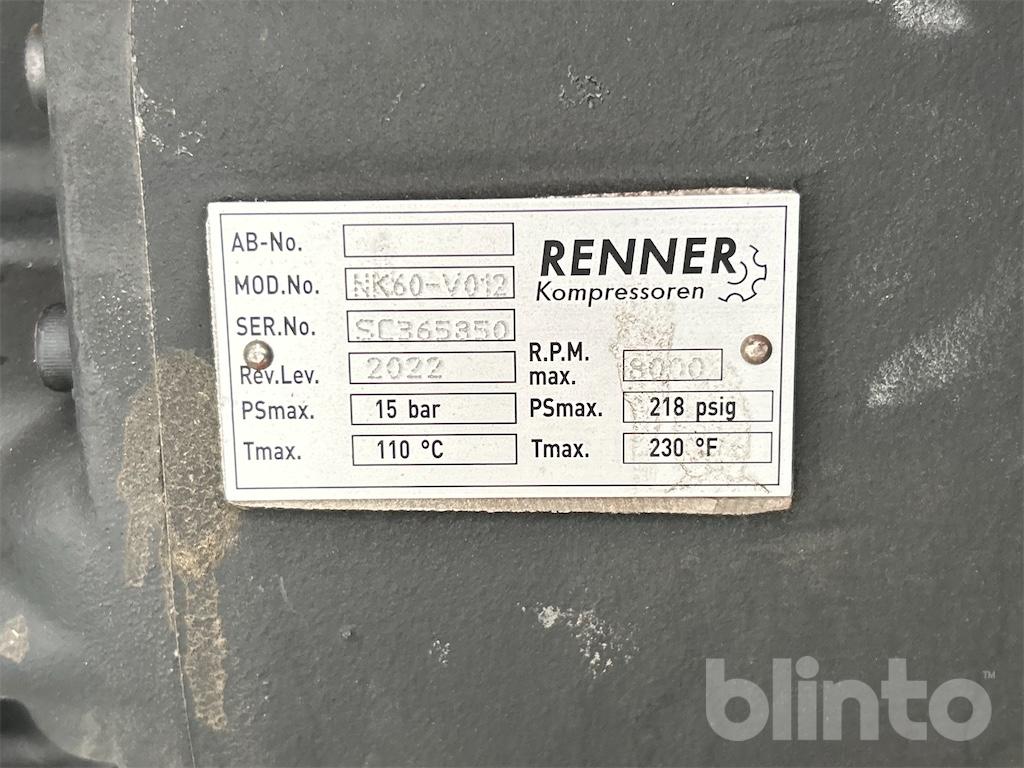 AB-No.
MOD.No. NK60-V012
SER.No. SC365350
Rev.Lev. 2022
PSmax. 15 bar
Tmax. 110 °C
RENNER
Kompressoren
R.P.M. max. 8000
PSmax. 218 psig
Tmax. 230 °F
blinto™